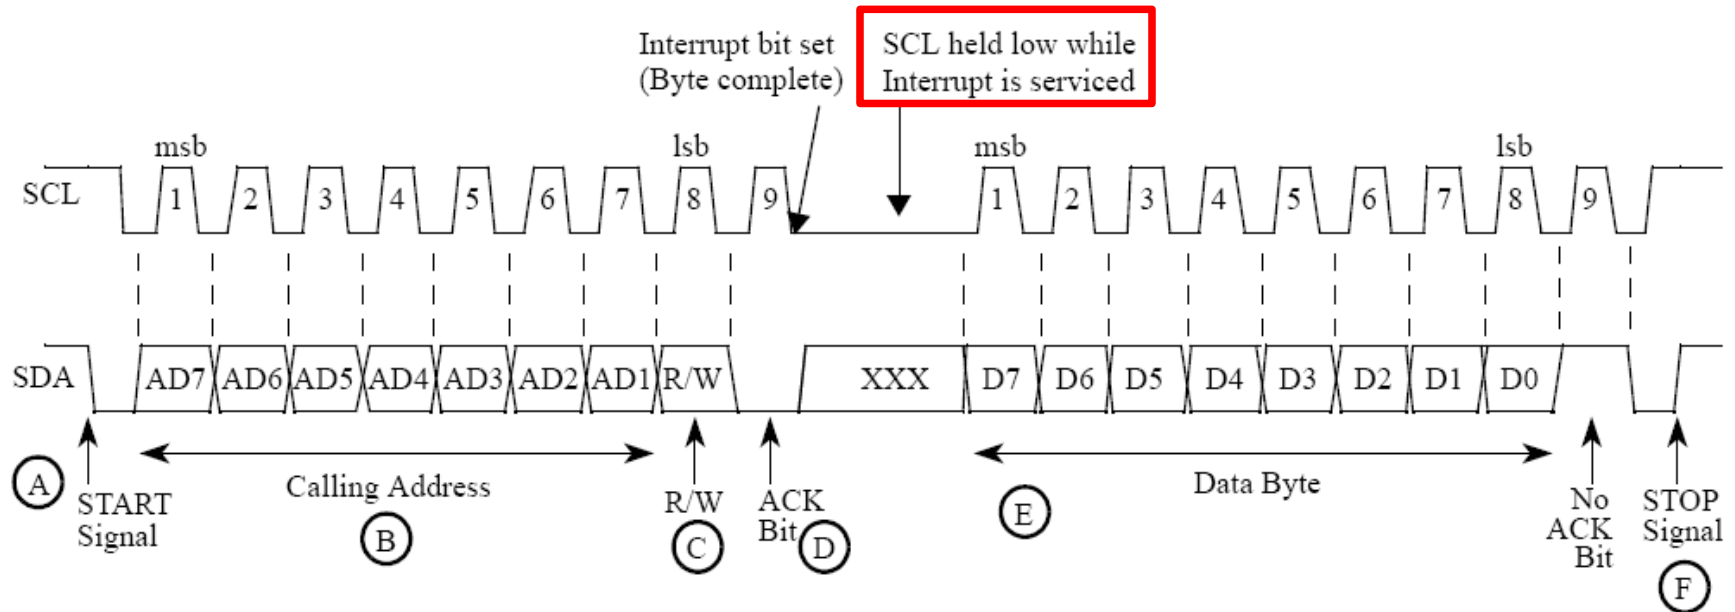 Interrupt bit set
(Byte complete)
SCL held low while
Interrupt is serviced
msb
lsb
msb
lsb
SCL
1 2 3 4 5 6 7 8 9 1 2 3 4 5 6 7 8 9
SDA
AD7 AD6 AD5 AD4 AD3 AD2 AD1 R/W XXX D7 D6 D5 D4 D3 D2 D1 D0
A
START
Signal
Calling Address
B
R/W
C
ACK
Bit
D
E
Data Byte
No
ACK
Bit
STOP
Signal
F